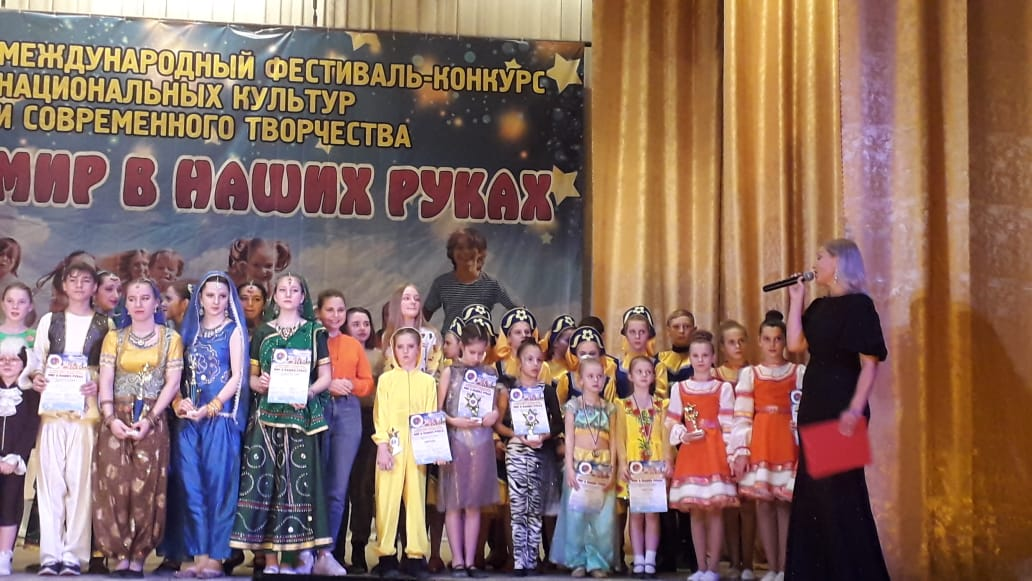 МЕЖДУНАРОДНЫЙ ФЕСТИВАЛЬ-КОНКУРС
НАЦИОНАЛЬНЫХ КУЛЬТУР
И СОВРЕМЕННОГО ТВОРЧЕСТВА
МИР В НАШИХ РУКАХ